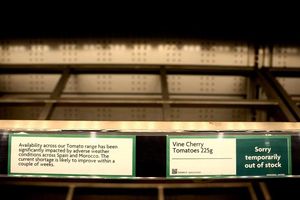 Availability across our Tomato range has been
significantly impacted by adverse weather
conditions across Spain and Morocco. The
current shortage is likely to improve within a
couple of weeks.
Vine Cherry
Tomatoes 225g
Sorry
temporarily
out of stock